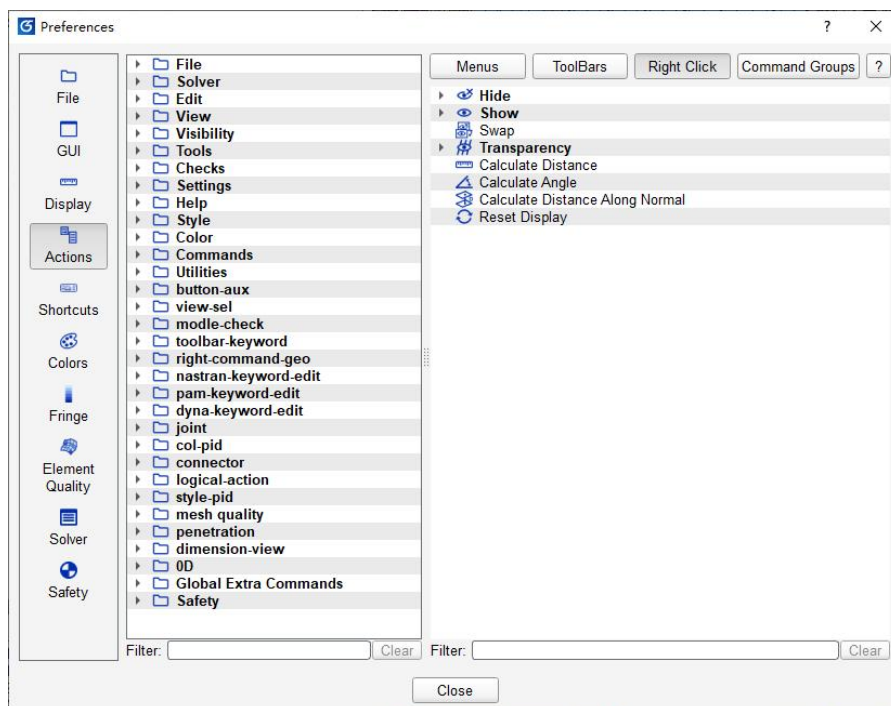 Preferences
?
File
GUI
Display
Actions
Shortcuts
Colors
Fringe
Element
Quality
Solver
Safety
File
Solver
Edit
View
Visibility
Tools
Checks
Settings
Help
Style
Color
Commands
Utilities
button-aux
view-sel
modle-check
toolbar-keyword
right-command-geo
nastran-keyword-edit
pam-keyword-edit
dyna-keyword-edit
joint
col-pid
connector
logical-action
style-pid
mesh quality
penetration
dimension-view
0D
Global Extra Commands
Safety
Filter: Clear
Menus ToolBars Right Click Command Groups ?
Hide
Show
Swap
Transparency
Calculate Distance
Calculate Angle
Calculate Distance Along Normal
Reset Display
Filter: Clear
Close